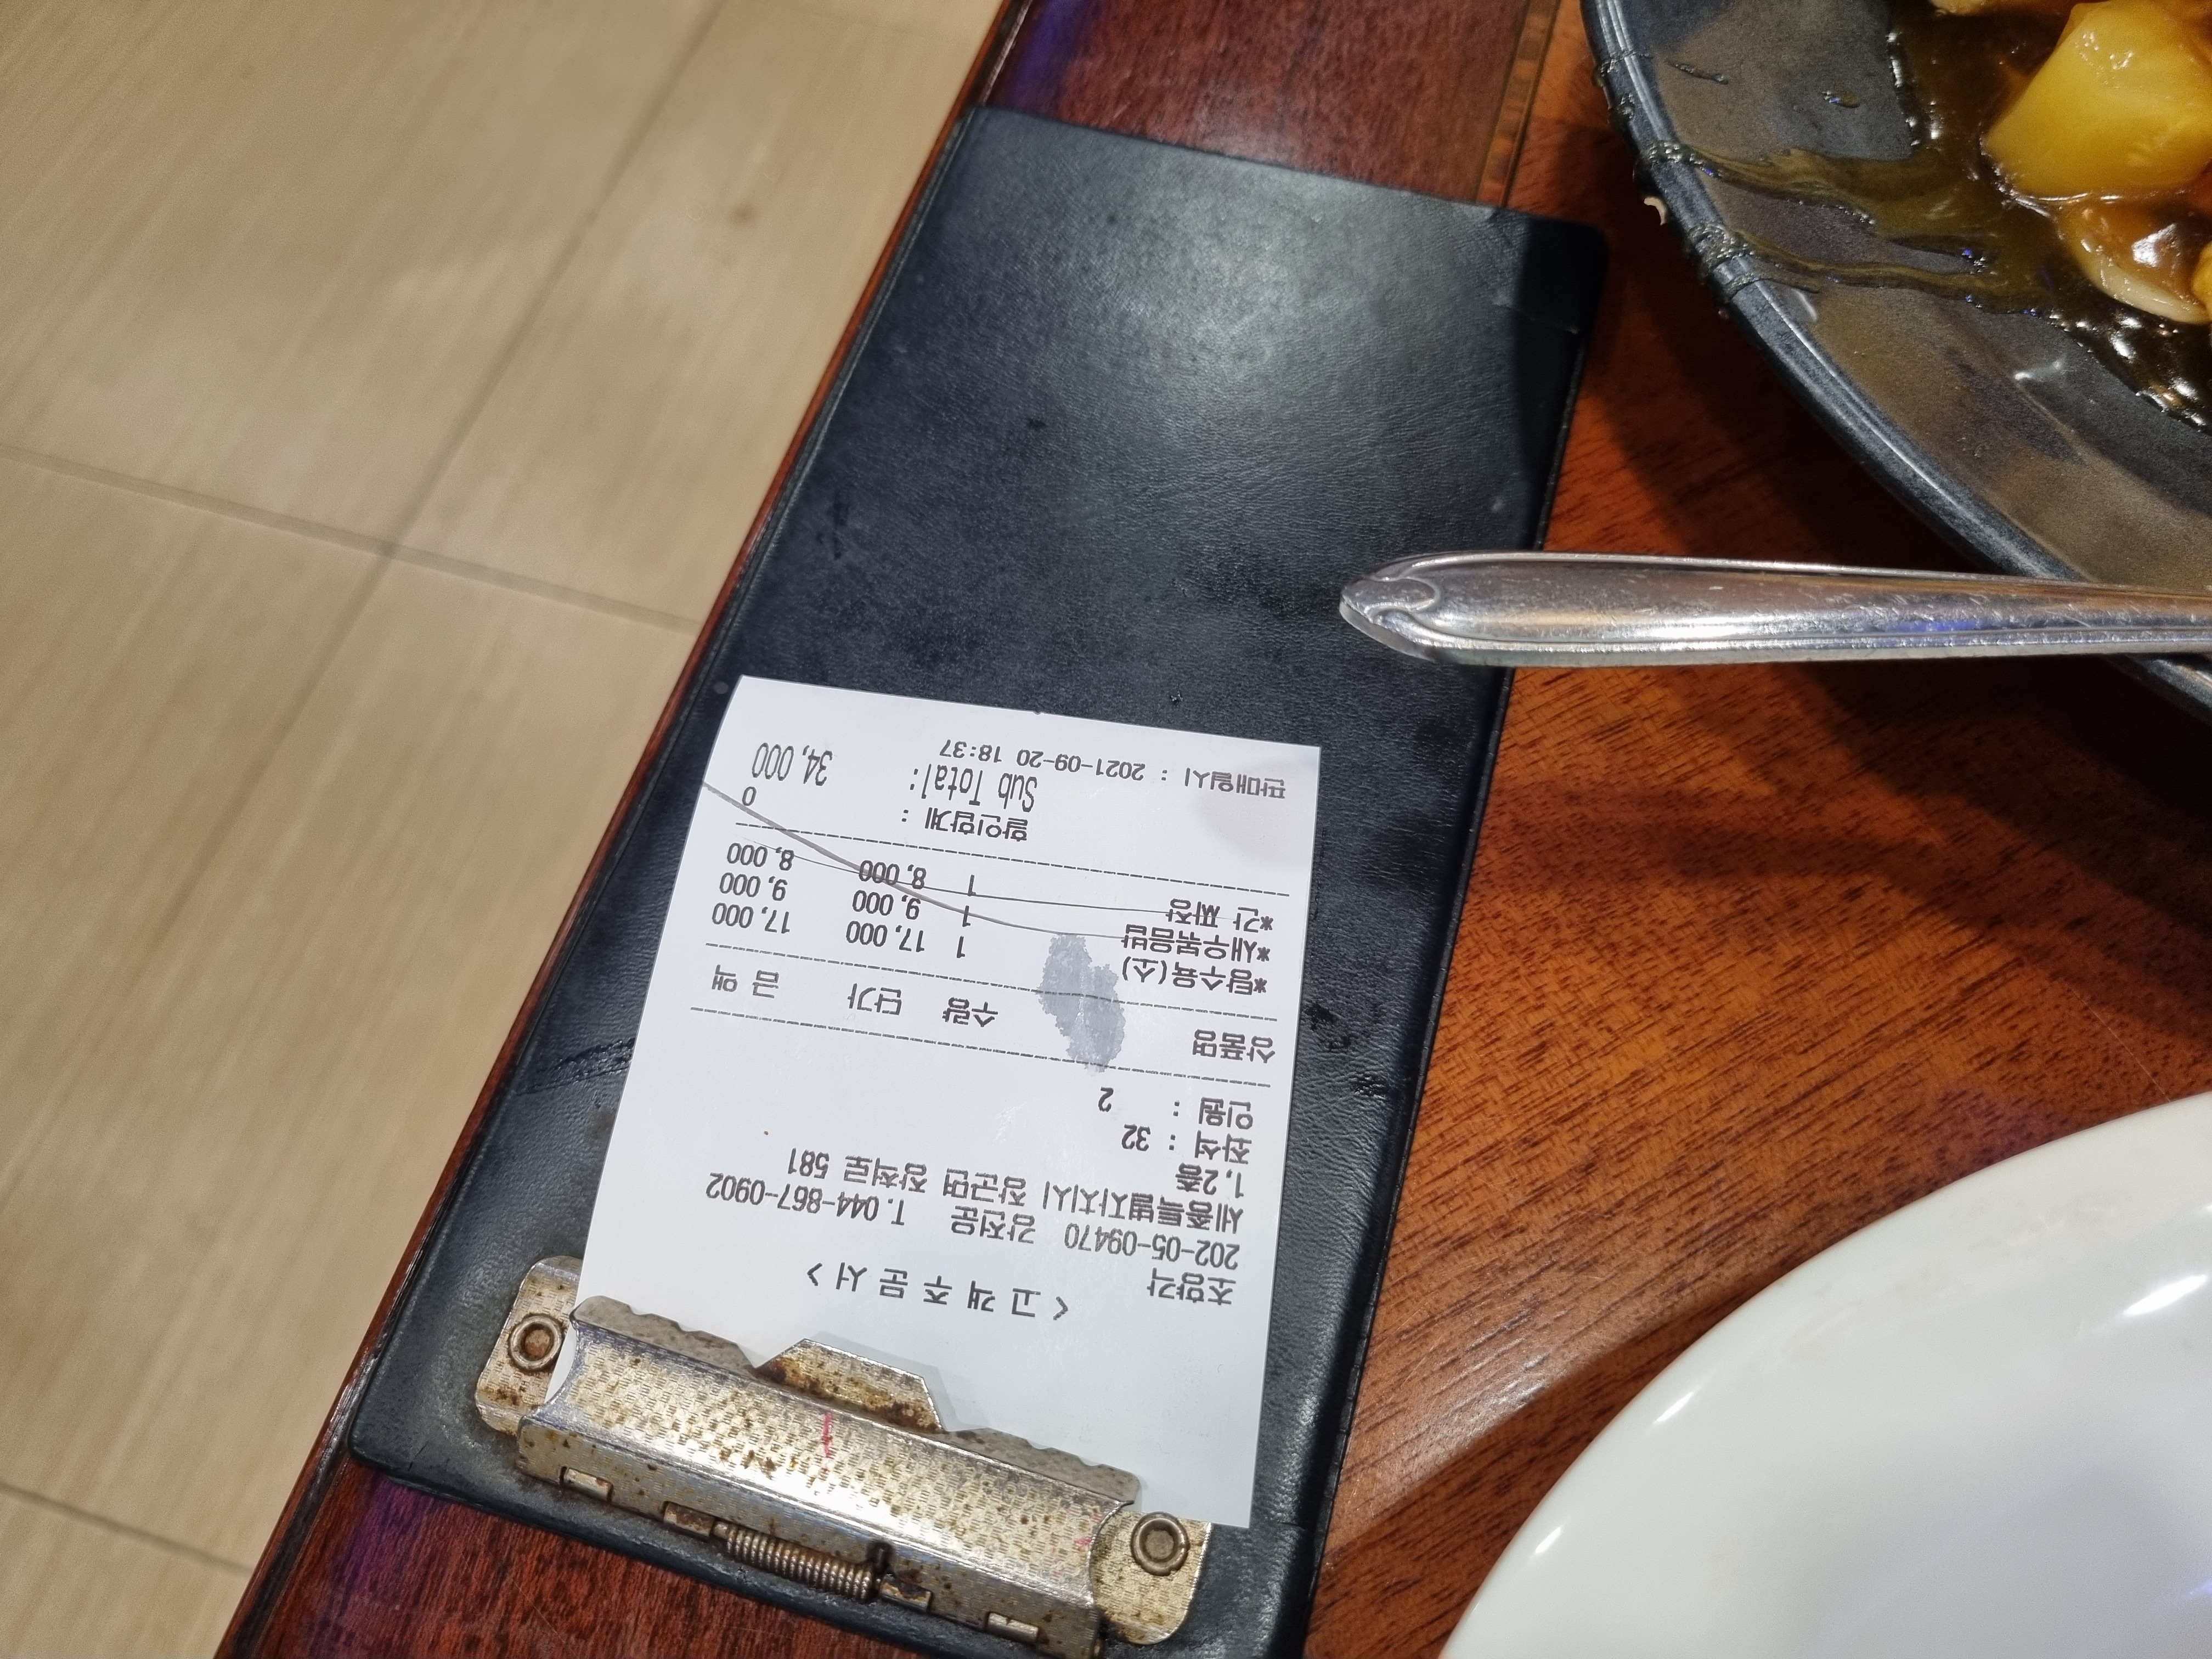 < 고 객 주 문 서 >
조양각
202-05-09470 강전운 T. 044-867-0902
세종특별자치시 장군면 장척로 581
1,2층
좌석 : 32
인원 : 2
상품명 수량 단가 금 액
*탕수육(소) 1 17,000 17,000
*새우볶음밥 1 9,000 9,000
*간 짜장 1 8,000 8,000
할인합계 : 0
Sub Total: 34,000
판매일시 : 2021-09-20 18:37